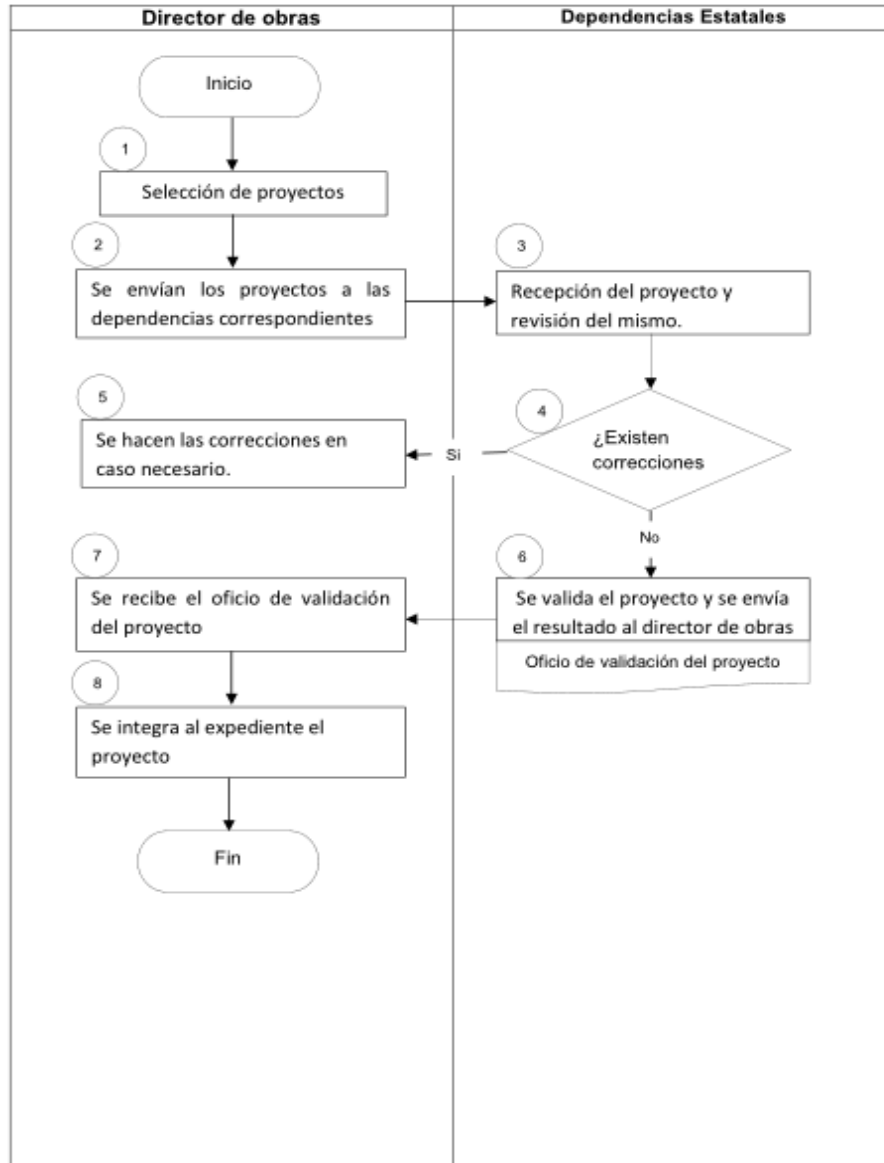 Director de obras
Dependencias Estatales
Inicio
1
Selección de proyectos
2
Se envían los proyectos a las
dependencias correspondientes
3
Recepción del proyecto y
revisión del mismo.
4
¿Existen
correcciones
Si
5
Se hacen las correcciones en
caso necesario.
No
6
Se valida el proyecto y se envía
el resultado al director de obras
Oficio de validación del proyecto
7
Se recibe el oficio de validación
del proyecto
8
Se integra al expediente el
proyecto
Fin